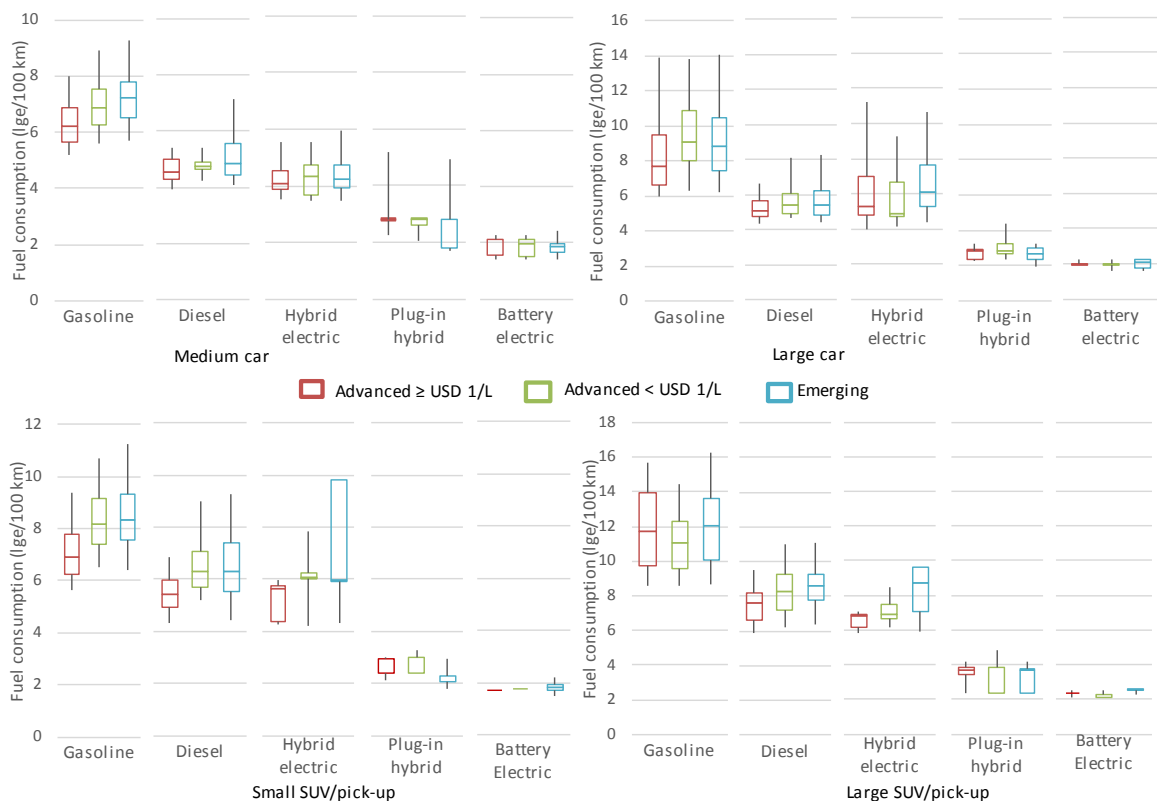 Fuel consumption (lge/100 km)
10
8
6
4
2
0
Gasoline
Diesel
Hybrid
electric
Plug-in
hybrid
Battery
electric
Medium car
Fuel consumption (lge/100 km)
16
14
12
10
8
6
4
2
0
Gasoline
Diesel
Hybrid
electric
Plug-in
hybrid
Battery
electric
Large car
Advanced ≥ USD 1/L
Advanced < USD 1/L
Emerging
Fuel consumption (lge/100 km)
12
10
8
6
4
2
0
Gasoline
Diesel
Hybrid
electric
Plug-in
hybrid
Battery
Electric
Small SUV/pick-up
Fuel consumption (lge/100 km)
18
16
14
12
10
8
6
4
2
0
Gasoline
Diesel
Hybrid
electric
Plug-in
hybrid
Battery
Electric
Large SUV/pick-up